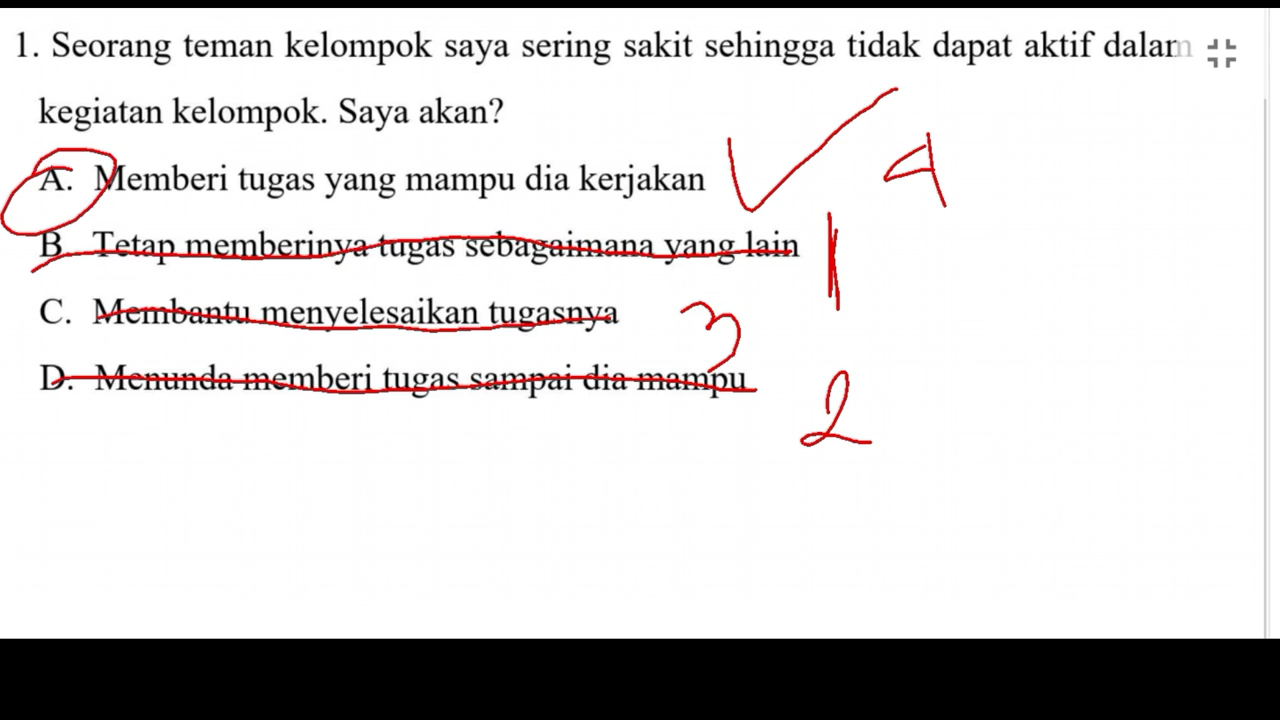 1. Seorang teman kelompok saya sering sakit sehingga tidak dapat aktif dalam
kegiatan kelompok. Saya akan?
A. Memberi tugas yang mampu dia kerjakan 4
B. Tetap memberinya tugas sebagaimana yang lain 1
C. Membantu menyelesaikan tugasnya 3
D. Menunda memberi tugas sampai dia mampu 2